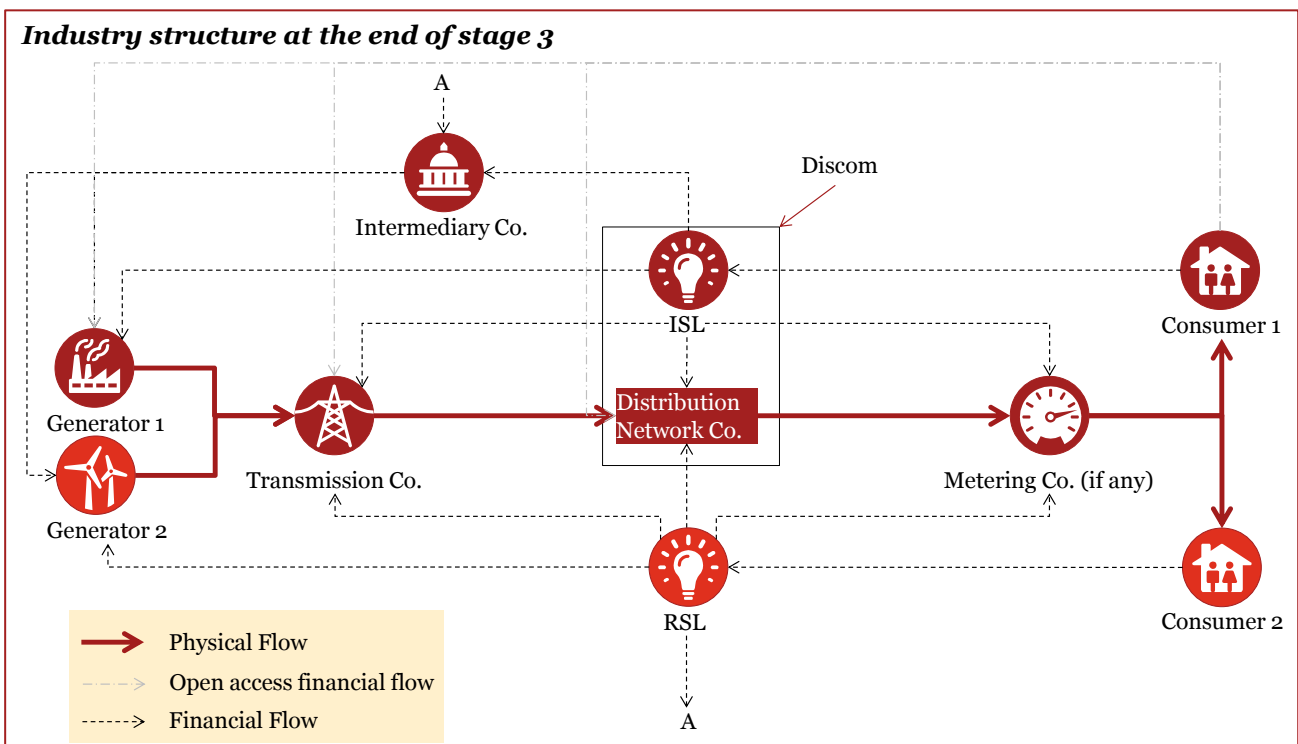 Industry structure at the end of stage 3
A
Discom
Intermediary Co.
ISL
Consumer 1
Generator 1
Distribution
Network Co.
Transmission Co.
Metering Co. (if any)
Generator 2
RSL
Consumer 2
Physical Flow
Open access financial flow
Financial Flow
A